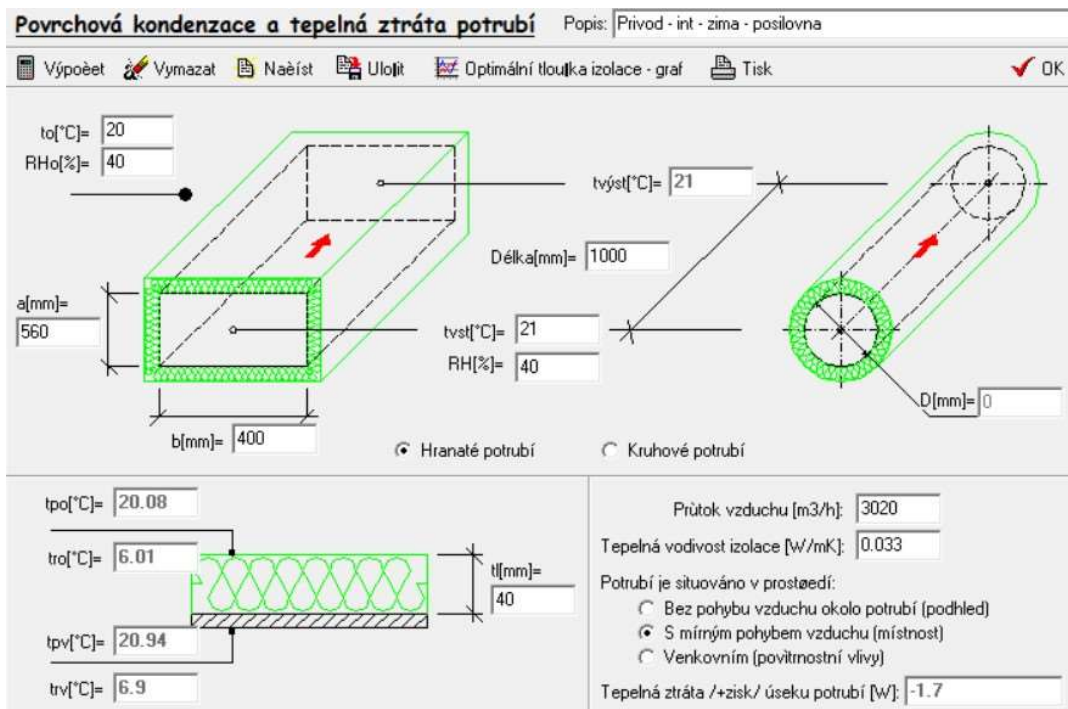 Povrchová kondenzace a tepelná ztráta potrubí Popis: Privod - int - zima - posilovna
Výpoèet Vymazat Naèíst Uloit Optimální tlouka izolace - graf Tisk OK
to[°C]= 20
RHo[%]= 40
tvýst[°C]= 21
Délka[mm]= 1000
a[mm]=
560
tvst[°C]= 21
RH[%]= 40
D[mm]= 0
b[mm]= 400
Hranaté potrubí Kruhové potrubí
tpo[°C]= 20.08
tro[°C]= 6.01
tl[mm]=
40
tpv[°C]= 20.94
trv[°C]= 6.9
Prùtok vzduchu [m3/h]: 3020
Tepelná vodivost izolace [W/mK]: 0.033
Potrubí je situováno v prostøedí:
Bez pohybu vzduchu okolo potrubí (podhled)
S mírným pohybem vzduchu (místnost)
Venkovním (povìtrnostní vlivy)
Tepelná ztráta /+zisk/ úseku potrubí [W]: -1.7